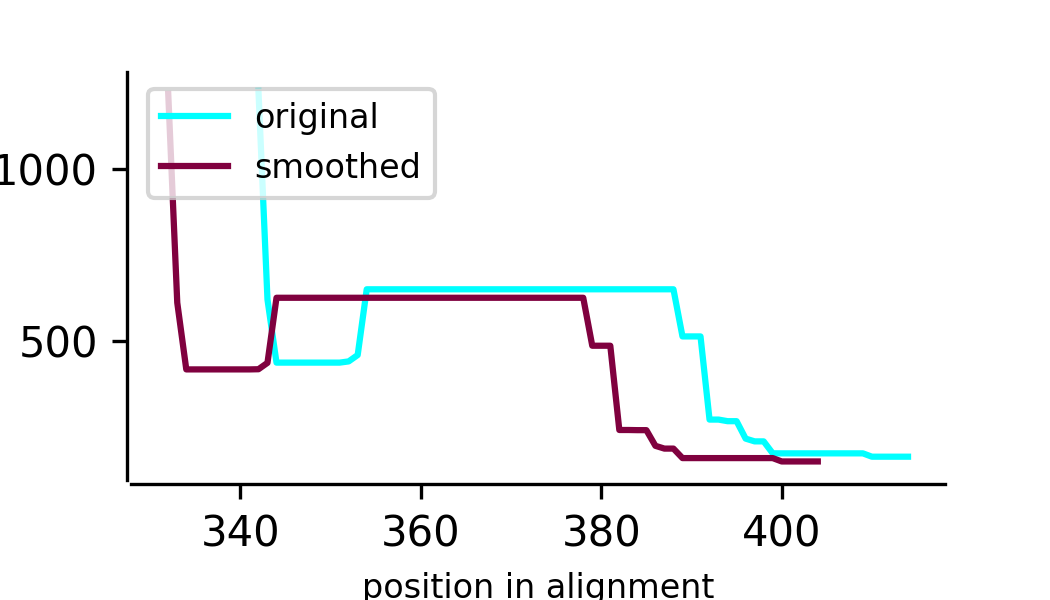 original
smoothed
1000
500
340 360 380 400
position in alignment